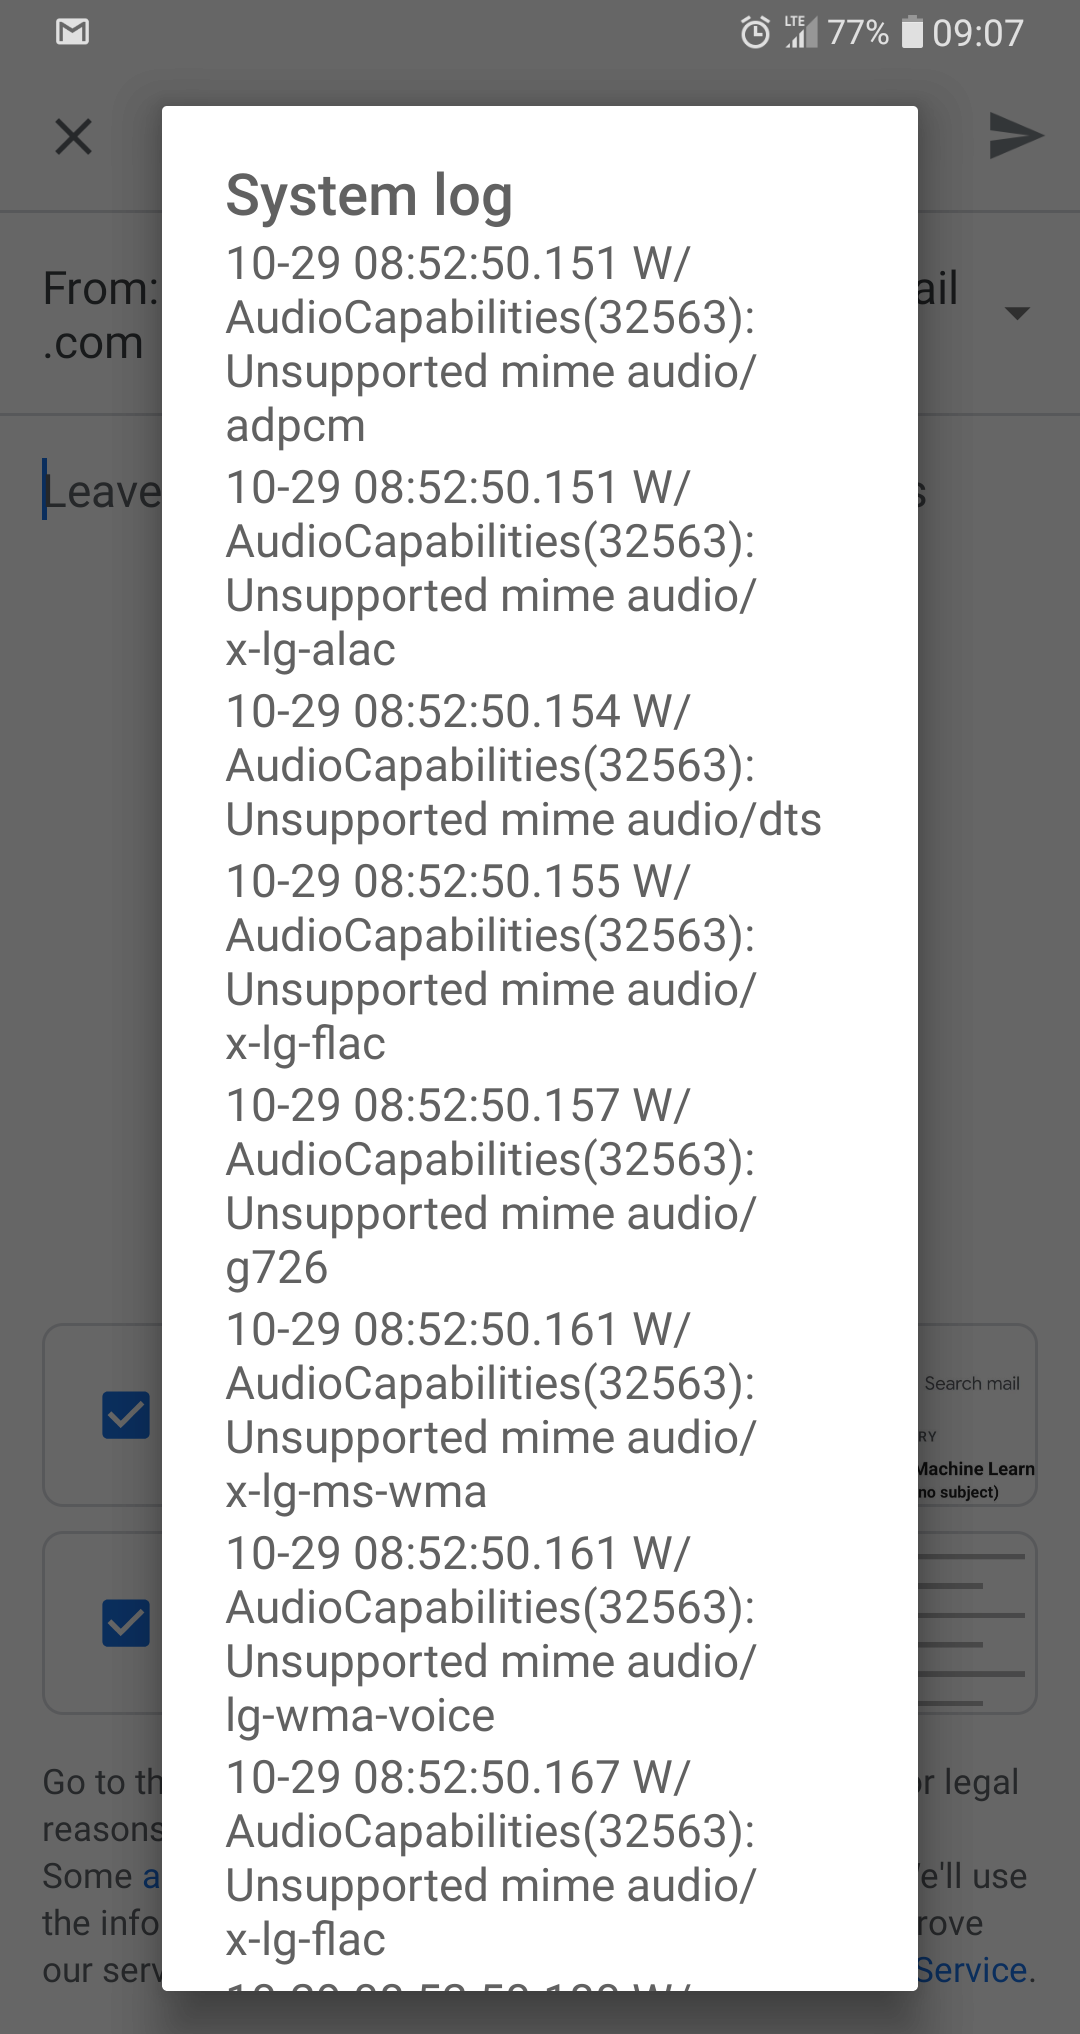 LTE 77% 09:07
System log
10-29 08:52:50.151 W/
AudioCapabilities(32563):
Unsupported mime audio/
adpcm
10-29 08:52:50.151 W/
AudioCapabilities(32563):
Unsupported mime audio/
x-lg-alac
10-29 08:52:50.154 W/
AudioCapabilities(32563):
Unsupported mime audio/dts
10-29 08:52:50.155 W/
AudioCapabilities(32563):
Unsupported mime audio/
x-lg-flac
10-29 08:52:50.157 W/
AudioCapabilities(32563):
Unsupported mime audio/
g726
10-29 08:52:50.161 W/
AudioCapabilities(32563):
Unsupported mime audio/
x-lg-ms-wma
10-29 08:52:50.161 W/
AudioCapabilities(32563):
Unsupported mime audio/
lg-wma-voice
10-29 08:52:50.167 W/
AudioCapabilities(32563):
Unsupported mime audio/
x-lg-flac
From: ail
.com
Leave
Search mail
RY
Machine Learn
no subject)
Go to th r legal
reasons
Some a e'll use
the info rove
our serv Service.